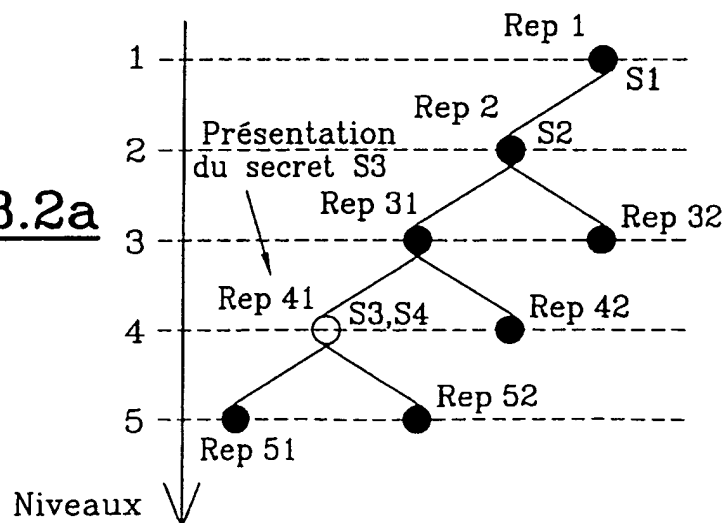 Rep 1
1
S1
Rep 2
Présentation
du secret S3
S2
2
3.2a
Rep 31
Rep 32
3
Rep 41
S3,S4
Rep 42
4
Rep 52
5
Rep 51
Niveaux